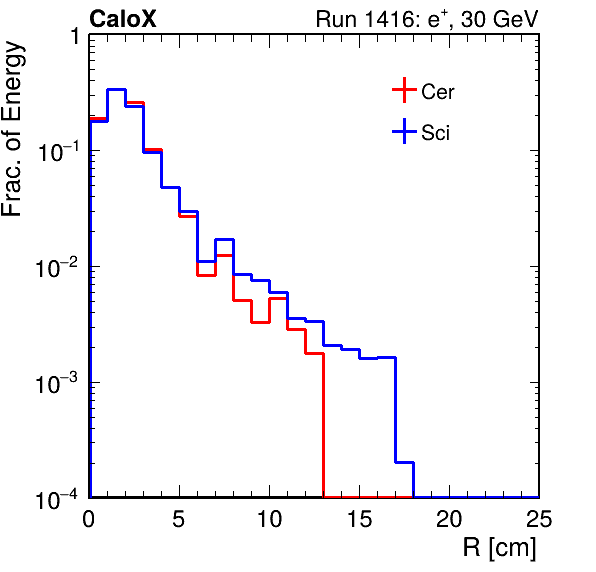 CaloX Run 1416: e⁺, 30 GeV
Frac. of Energy
1
10⁻¹
10⁻²
10⁻³
10⁻⁴
Cer
Sci
0 5 10 15 20 25
R [cm]